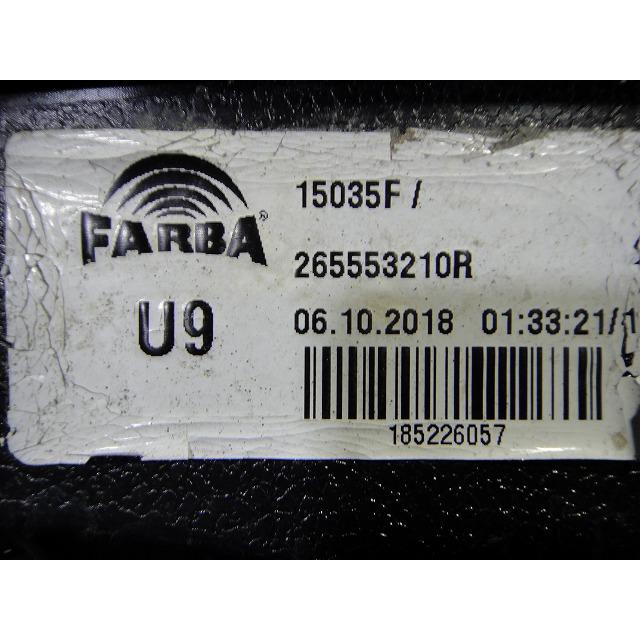 FARBA®
U9
15035F /
265553210R
06.10.2018 01:33:21/1
185226057